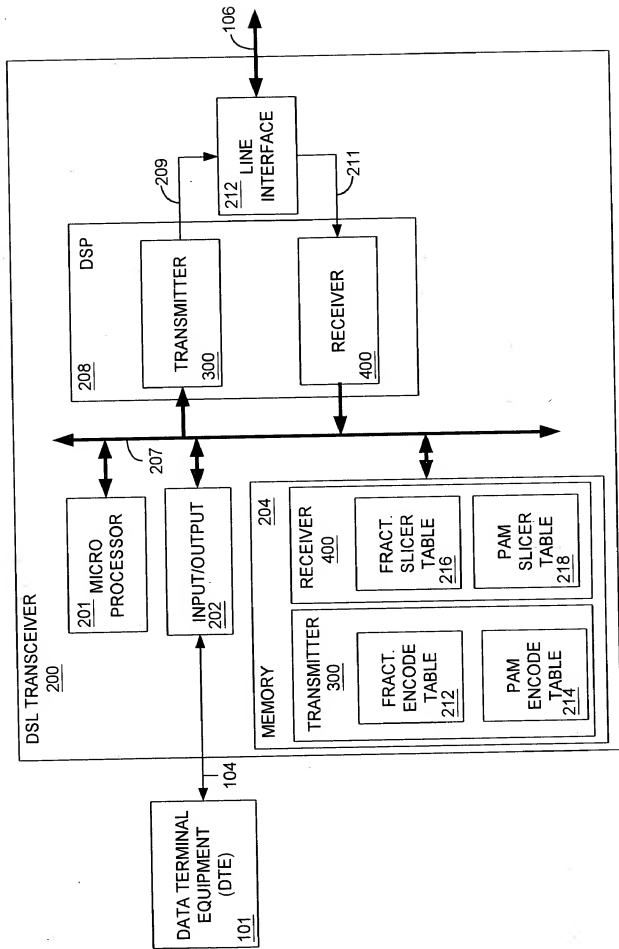 DSL TRANSCEIVER
200
DATA TERMINAL
EQUIPMENT
(DTE)
101
104
201 MICRO
PROCESSOR
INPUT/OUTPUT
202
207
208
DSP
TRANSMITTER
300
RECEIVER
400
209
211
212 LINE
INTERFACE
106
MEMORY
204
TRANSMITTER
300
FRACT.
ENCODE
TABLE
212
PAM
ENCODE
TABLE
214
RECEIVER
400
FRACT.
SLICER
TABLE
216
PAM
SLICER
TABLE
218